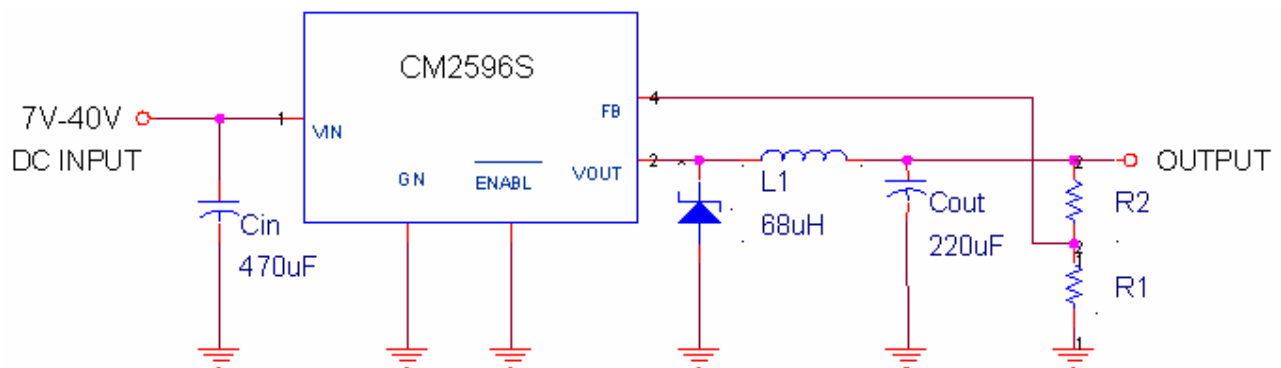 CM2596S
7V-40V
DC INPUT
1
VIN
FB
4
GN
ENABL
VOUT
2
2
OUTPUT
Cin
470uF
L1
68uH
Cout
220uF
R2
2
1
R1
1